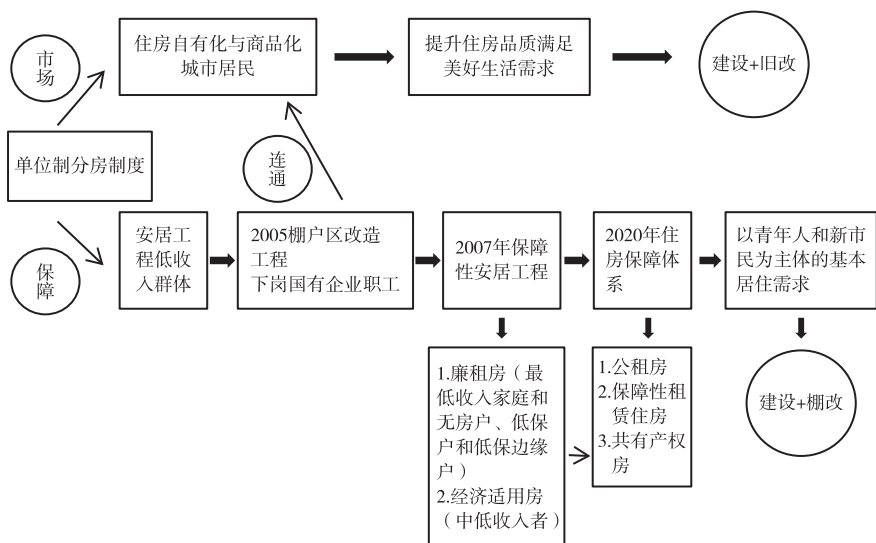 市
场
住房自有化与商品化
城市居民
提升住房品质满足
美好生活需求
建设+旧改
单位制分房制度
连
通
保
障
安居工
程低收
入群体
2005棚户区改造
工程
下岗国有企业职工
2007年保障
性安居工程
2020年住
房保障体
系
以青年人和新市
民为主体的基本
居住需求
1.廉租房（最
低收入家庭和
无房户、低保
户和低保边缘
户）
2.经济适用房
（中低收入者）
1.公租房
2.保障性租
赁住房
3.共有产权
房
建设+棚改